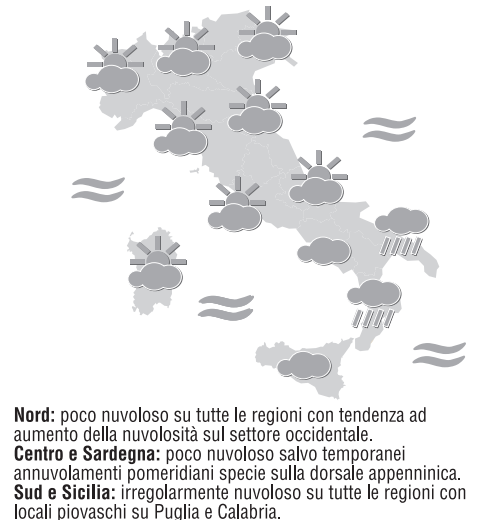 Nord: poco nuvoloso su tutte le regioni con tendenza ad
aumento della nuvolosità sul settore occidentale.
Centro e Sardegna: poco nuvoloso salvo temporanei
annuvolamenti pomeridiani specie sulla dorsale appenninica.
Sud e Sicilia: irregolarmente nuvoloso su tutte le regioni con
locali piovaschi su Puglia e Calabria.